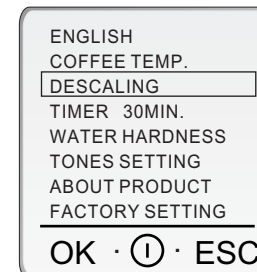 ENGLISH
COFFEE TEMP.
DESCALING
TIMER 30MIN.
WATER HARDNESS
TONES SETTING
ABOUT PRODUCT
FACTORY SETTING
OK · · ESC